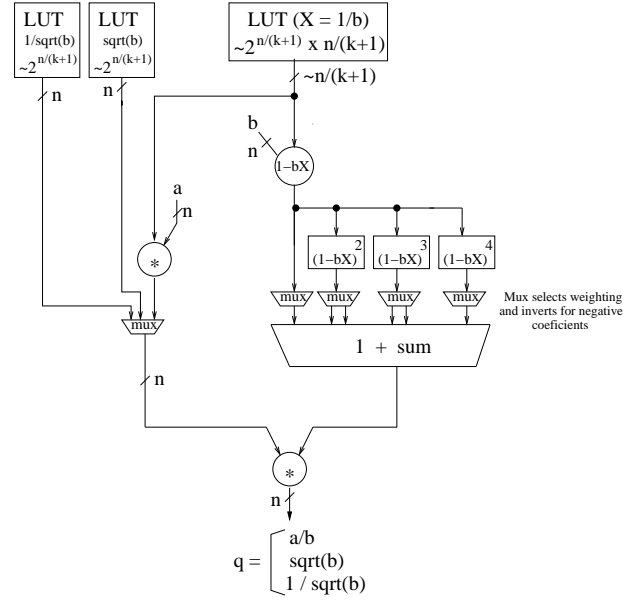 LUT
1/sqrt(b)
~2^n/(k+1)
LUT
sqrt(b)
~2^n/(k+1)
LUT (X = 1/b)
~2^n/(k+1) x n/(k+1)
n
n
~n/(k+1)
b
n
1−bX
a
n
*
(1−bX)^2
(1−bX)^3
(1−bX)^4
mux
mux
mux
mux
Mux selects weighting
and inverts for negative
coeficients
mux
1 + sum
n
*
n
q =
a/b
sqrt(b)
1 / sqrt(b)